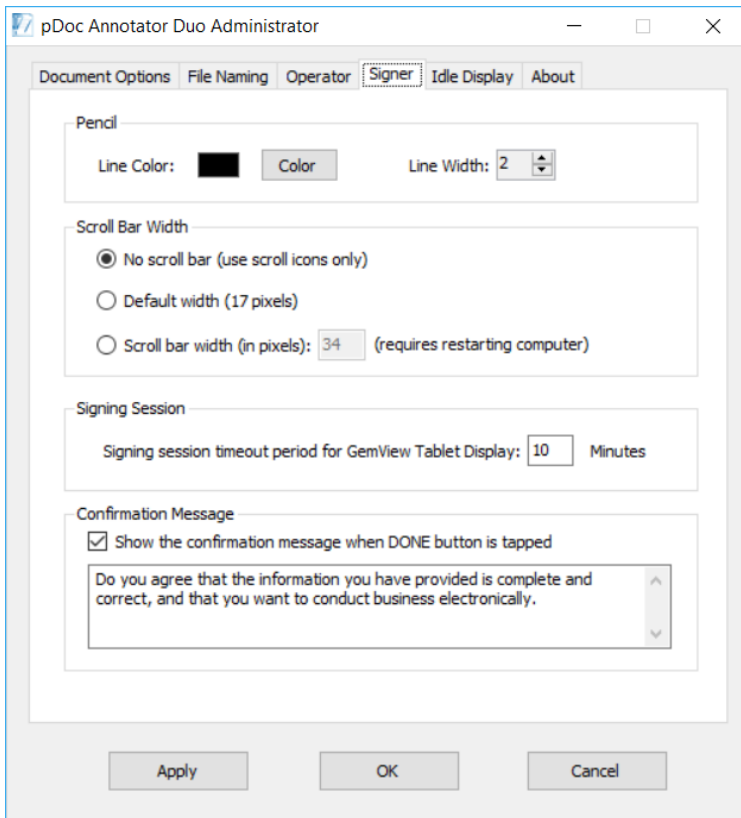 pDoc Annotator Duo Administrator
Document Options File Naming Operator Signer Idle Display About
Pencil
Line Color: Color Line Width: 2
Scroll Bar Width
No scroll bar (use scroll icons only)
Default width (17 pixels)
Scroll bar width (in pixels): 34 (requires restarting computer)
Signing Session
Signing session timeout period for GemView Tablet Display: 10 Minutes
Confirmation Message
Show the confirmation message when DONE button is tapped
Do you agree that the information you have provided is complete and
correct, and that you want to conduct business electronically.
Apply OK Cancel